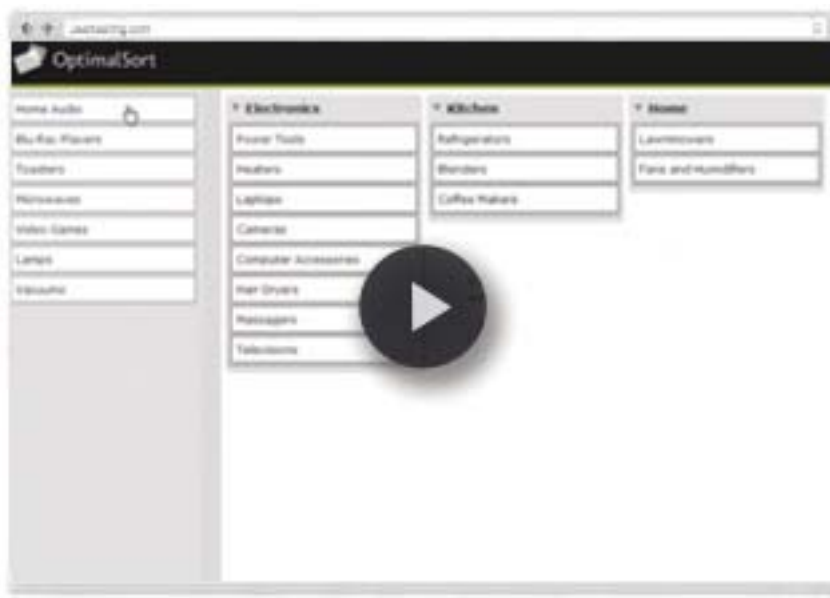 OptimalSort
Home Audio
Blu-Ray Players
Toasters
Microwaves
Video Games
Lamps
Vacuums
Electronics
Power Tools
Heaters
Laptops
Cameras
Computer Accessories
Hair Dryers
Massagers
Televisions
Kitchen
Refrigerators
Blenders
Coffee Makers
Home
Lawnmowers
Fans and Humidifiers